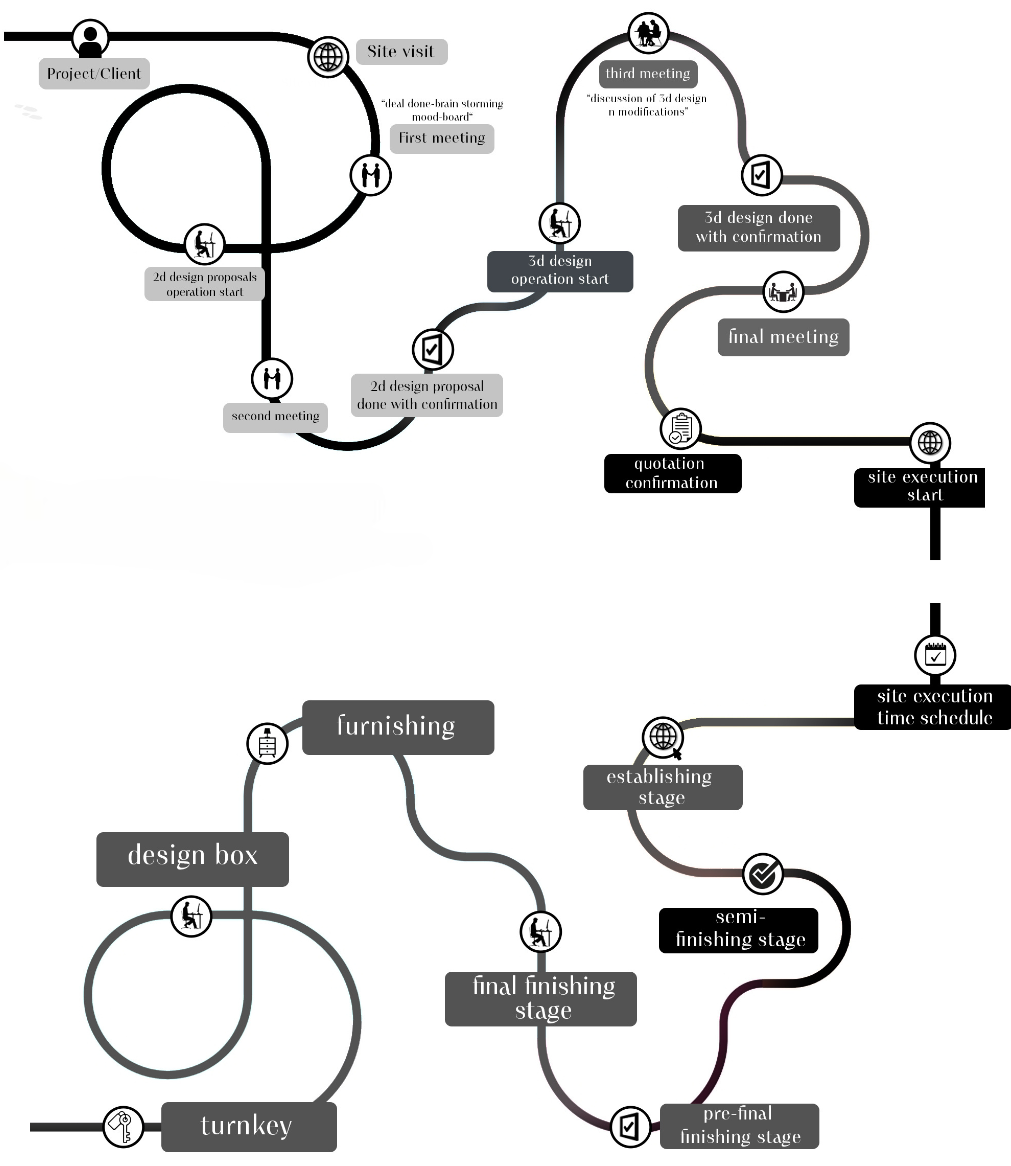 Project/Client
Site visit
"deal done-brain storming
mood-board"
First meeting
2d design proposals
operation start
second meeting
2d design proposal
done with confirmation
3d design
operation start
third meeting
"discussion of 3d design
n modifications"
3d design done
with confirmation
final meeting
quotation
confirmation
site execution
start
site execution
time schedule
establishing
stage
semi-
finishing stage
pre-final
finishing stage
final finishing
stage
furnishing
design box
turnkey